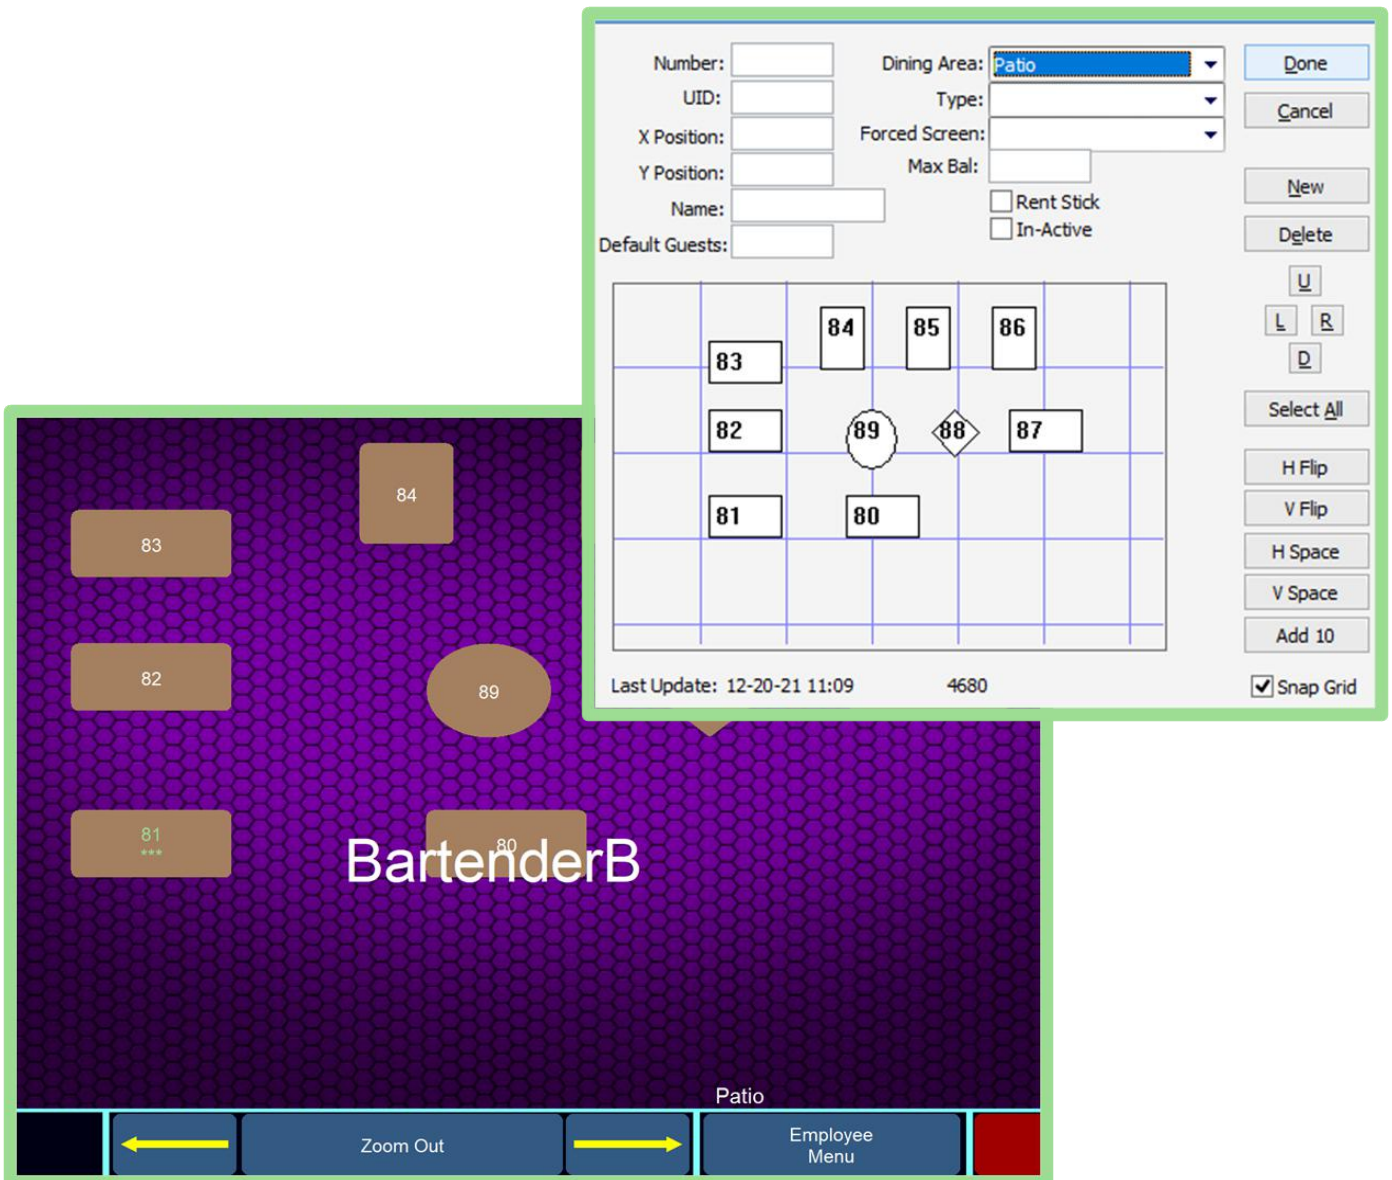 Number:
Dining Area: Patio
Done
UID:
Type:
Cancel
X Position:
Forced Screen:
Y Position:
Max Bal:
New
Name:
Rent Stick
Default Guests:
In-Active
Delete
U
L R
D
84 85 86
83
Select All
82 89 88 87
H Flip
81 80
V Flip
H Space
V Space
Add 10
Last Update: 12-20-21 11:09 4680
Snap Grid
84
83
82
89
81
***
80
BartenderB
Patio
Zoom Out
Employee
Menu